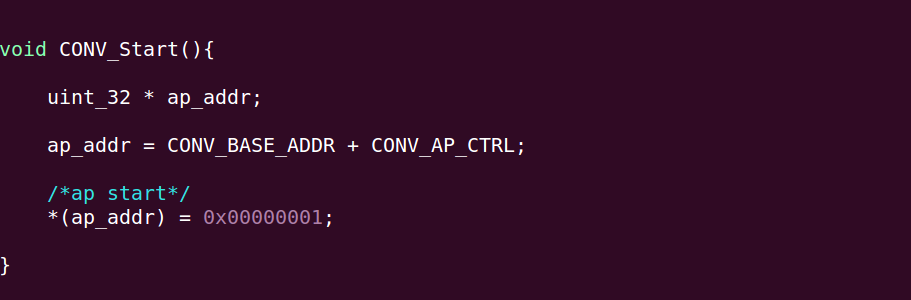 void CONV_Start(){
uint_32 * ap_addr;
ap_addr = CONV_BASE_ADDR + CONV_AP_CTRL;
/*ap start*/
*(ap_addr) = 0x00000001;
}